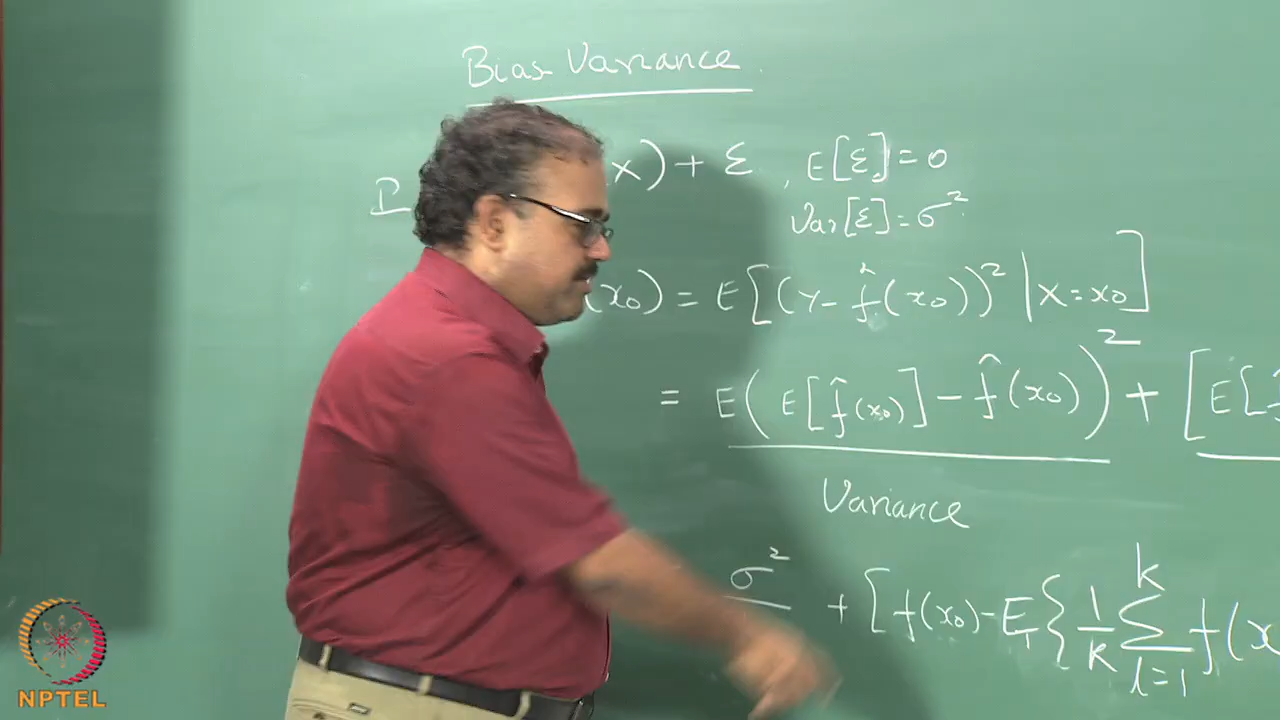 Bias Variance
x) + ε , E[ε] = 0
Var[ε] = σ²
(x₀) = E[(Y - f̂(x₀))² | X = x₀]
= E( E[f̂(x₀)] - f̂(x₀) )² + [E[
Variance
σ² + [f(x₀) - E_T{ 1/k Σ_{l=1}^{k} f(x
NPTEL